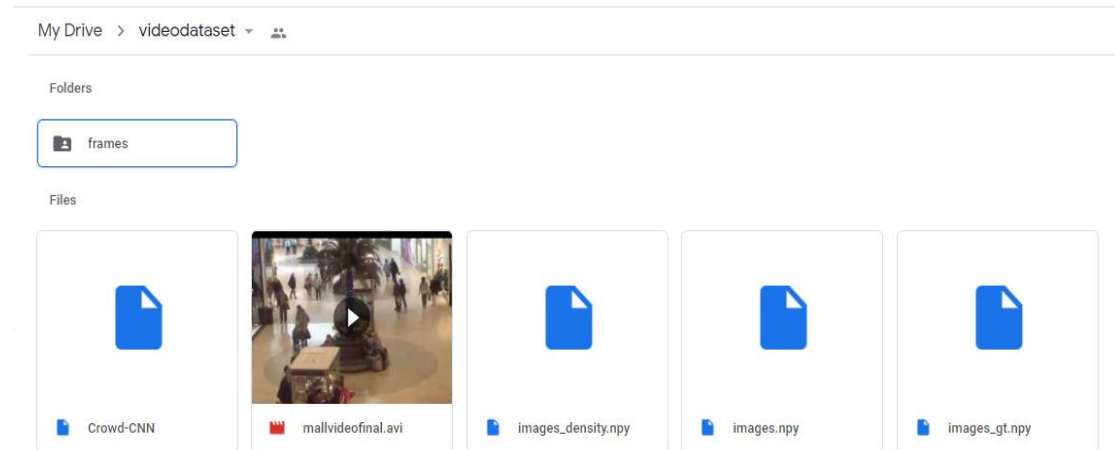 My Drive > videodataset
Folders
frames
Files
Crowd-CNN
mallvideofinal.avi
images_density.npy
images.npy
images_gt.npy